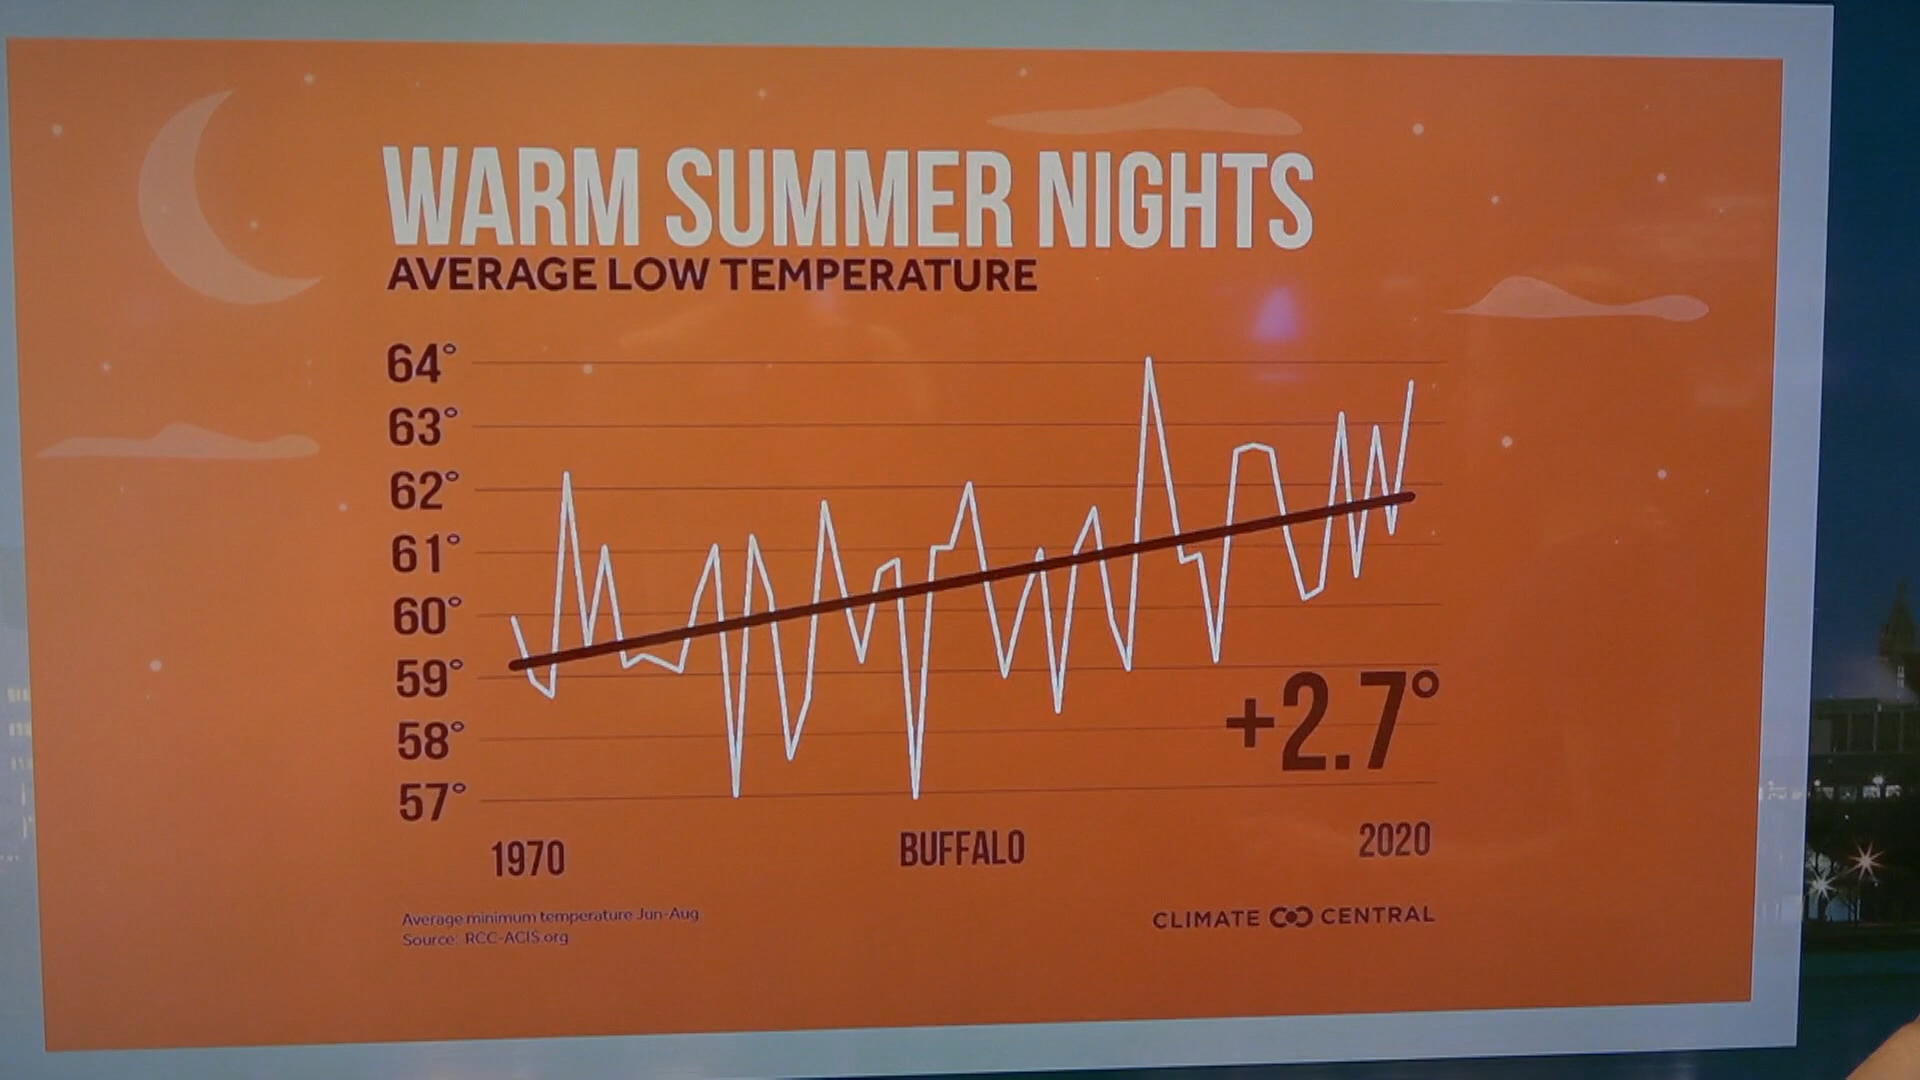 WARM SUMMER NIGHTS
AVERAGE LOW TEMPERATURE
64°
63°
62°
61°
60°
59°
58°
57°
+2.7°
1970
BUFFALO
2020
Average minimum temperature Jun-Aug
Source: RCC-ACIS.org
CLIMATE CENTRAL